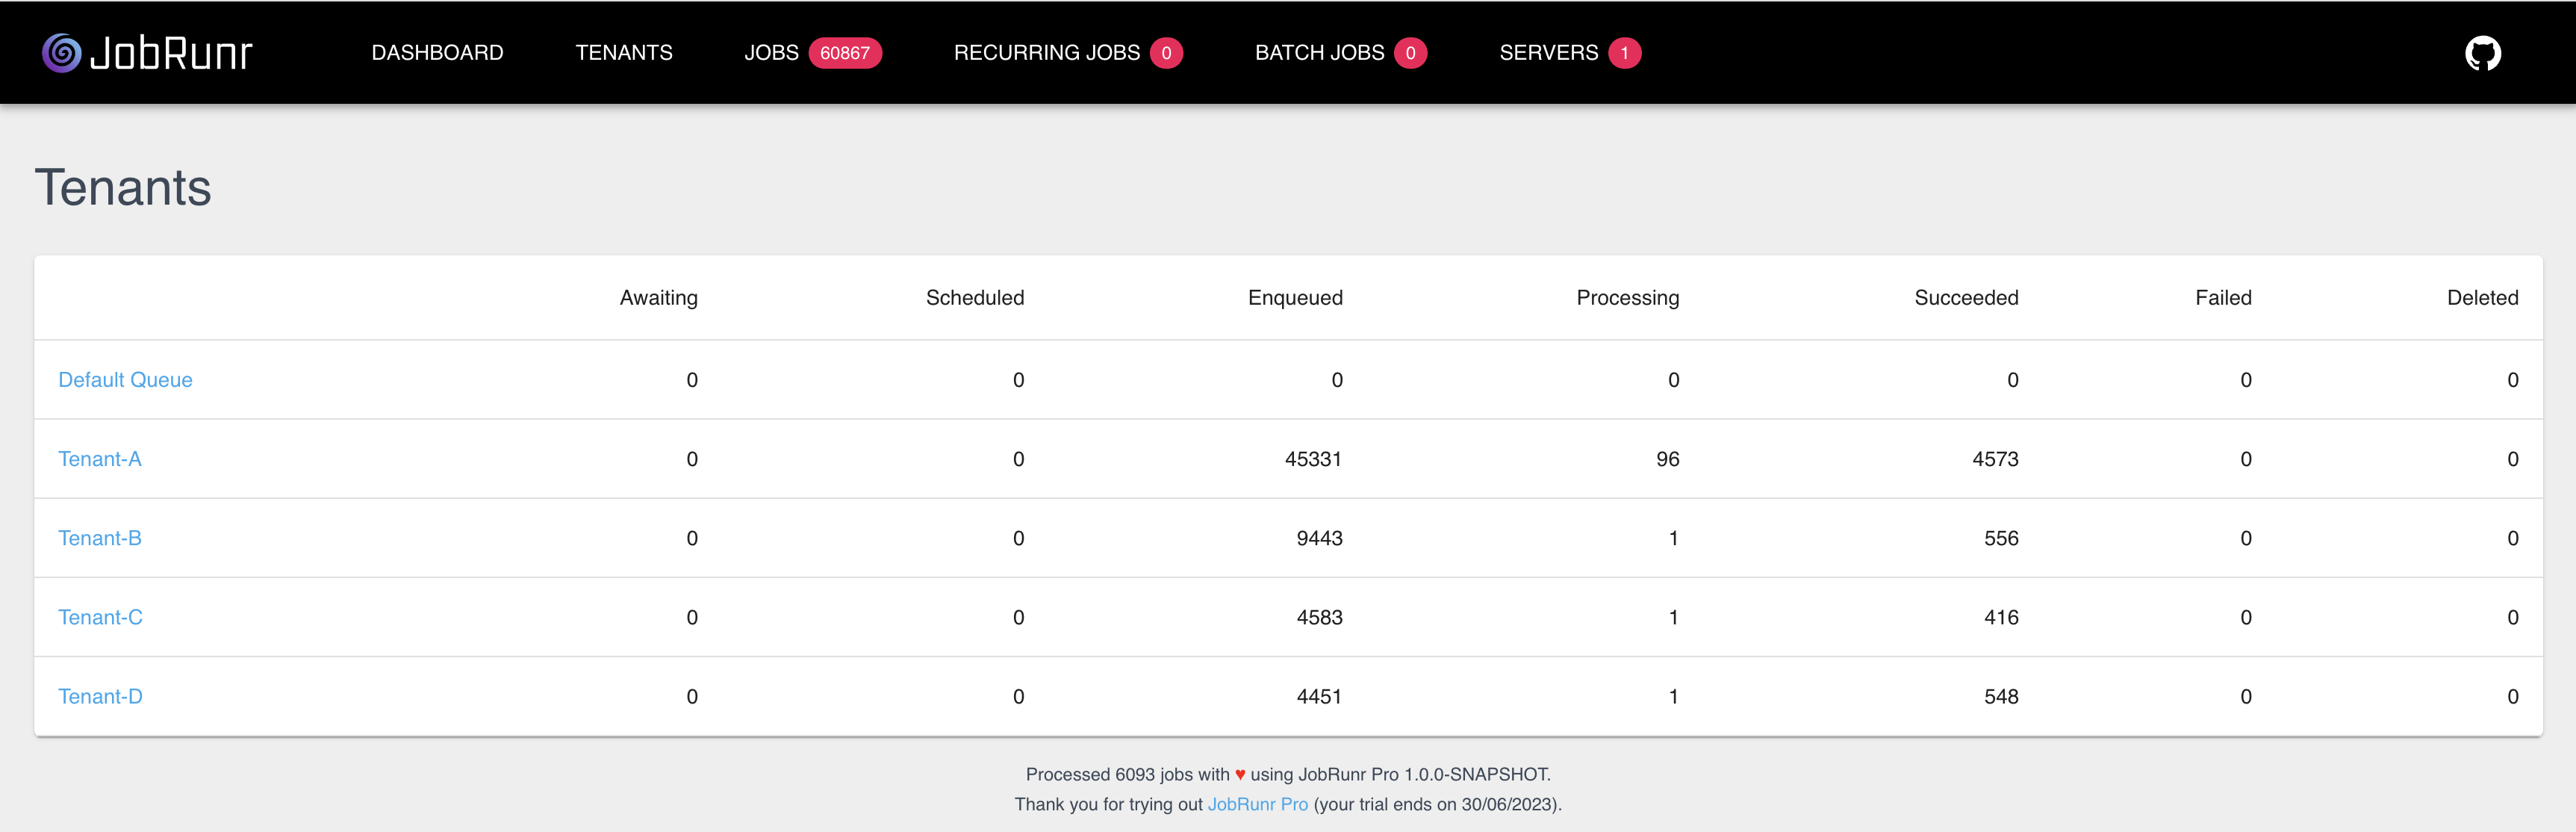 JobRunr DASHBOARD TENANTS JOBS 60867 RECURRING JOBS 0 BATCH JOBS 0 SERVERS 1
Tenants
Awaiting Scheduled Enqueued Processing Succeeded Failed Deleted
Default Queue 0 0 0 0 0 0 0
Tenant-A 0 0 45331 96 4573 0 0
Tenant-B 0 0 9443 1 556 0 0
Tenant-C 0 0 4583 1 416 0 0
Tenant-D 0 0 4451 1 548 0 0
Processed 6093 jobs with ♥ using JobRunr Pro 1.0.0-SNAPSHOT.
Thank you for trying out JobRunr Pro (your trial ends on 30/06/2023).